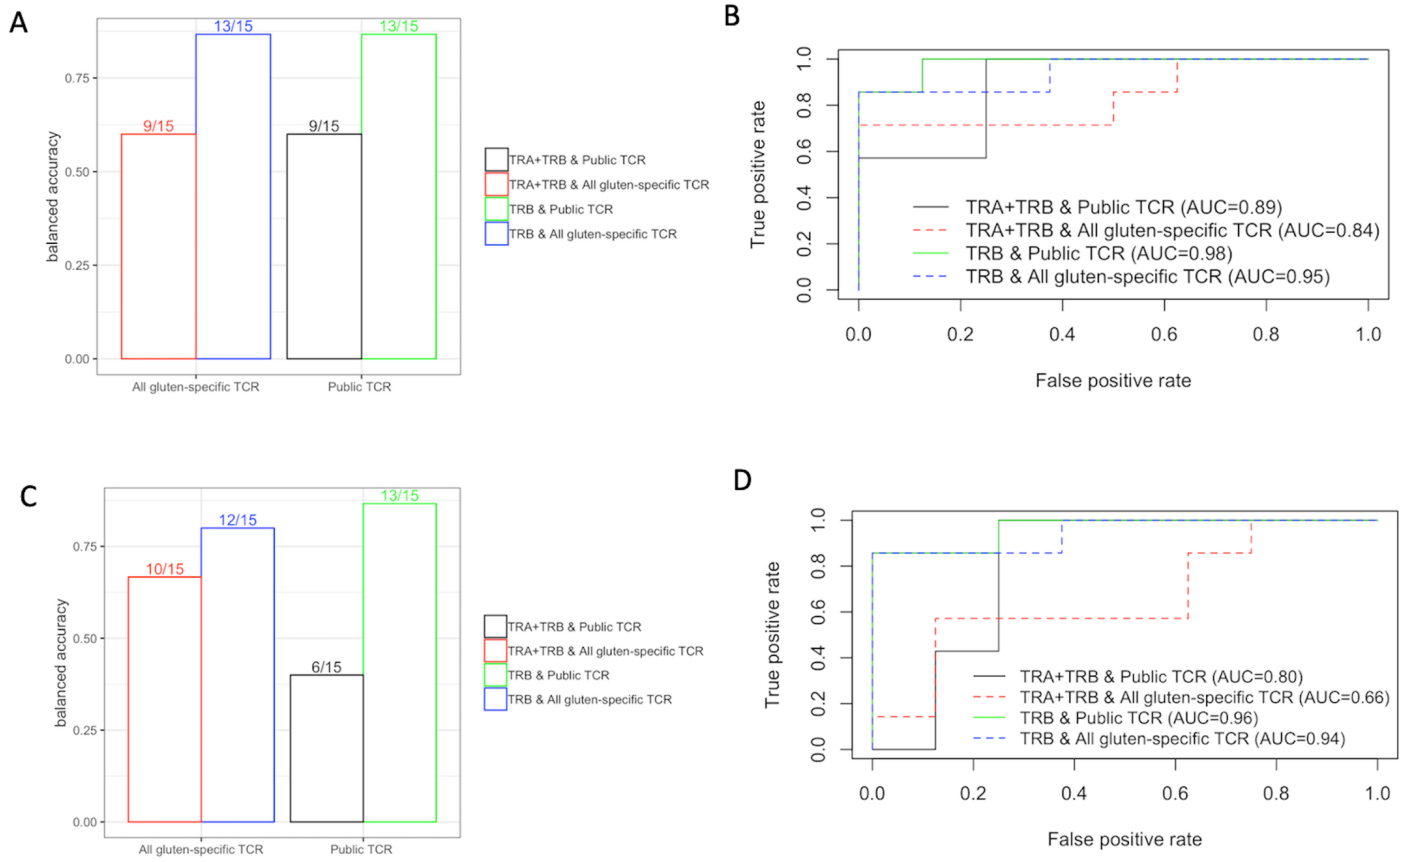 A
13/15
13/15
9/15
9/15
0.75
0.50
0.25
0.00
balanced accuracy
All gluten-specific TCR
Public TCR
TRA+TRB & Public TCR
TRA+TRB & All gluten-specific TCR
TRB & Public TCR
TRB & All gluten-specific TCR
B
True positive rate
1.0
0.8
0.6
0.4
0.2
0.0
TRA+TRB & Public TCR (AUC=0.89)
TRA+TRB & All gluten-specific TCR (AUC=0.84)
TRB & Public TCR (AUC=0.98)
TRB & All gluten-specific TCR (AUC=0.95)
0.0 0.2 0.4 0.6 0.8 1.0
False positive rate
C
13/15
12/15
10/15
6/15
0.75
0.50
0.25
0.00
balanced accuracy
All gluten-specific TCR
Public TCR
TRA+TRB & Public TCR
TRA+TRB & All gluten-specific TCR
TRB & Public TCR
TRB & All gluten-specific TCR
D
True positive rate
1.0
0.8
0.6
0.4
0.2
0.0
TRA+TRB & Public TCR (AUC=0.80)
TRA+TRB & All gluten-specific TCR (AUC=0.66)
TRB & Public TCR (AUC=0.96)
TRB & All gluten-specific TCR (AUC=0.94)
0.0 0.2 0.4 0.6 0.8 1.0
False positive rate